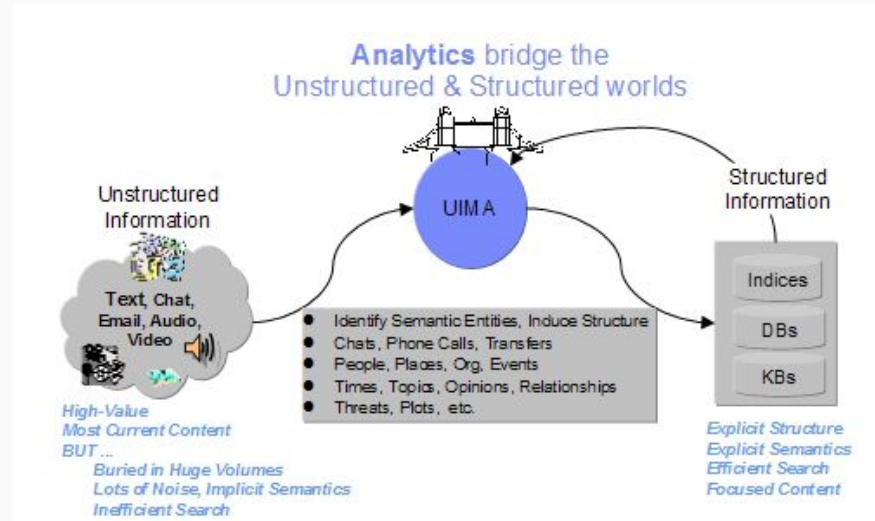 Analytics bridge the
Unstructured & Structured worlds
Unstructured
Information
Text, Chat,
Email, Audio,
Video
High-Value
Most Current Content
BUT ...
Buried in Huge Volumes
Lots of Noise, Implicit Semantics
Inefficient Search
UIMA
● Identify Semantic Entities, Induce Structure
● Chats, Phone Calls, Transfers
● People, Places, Org, Events
● Times, Topics, Opinions, Relationships
● Threats, Plots, etc.
Structured
Information
Indices
DBs
KBs
Explicit Structure
Explicit Semantics
Efficient Search
Focused Content